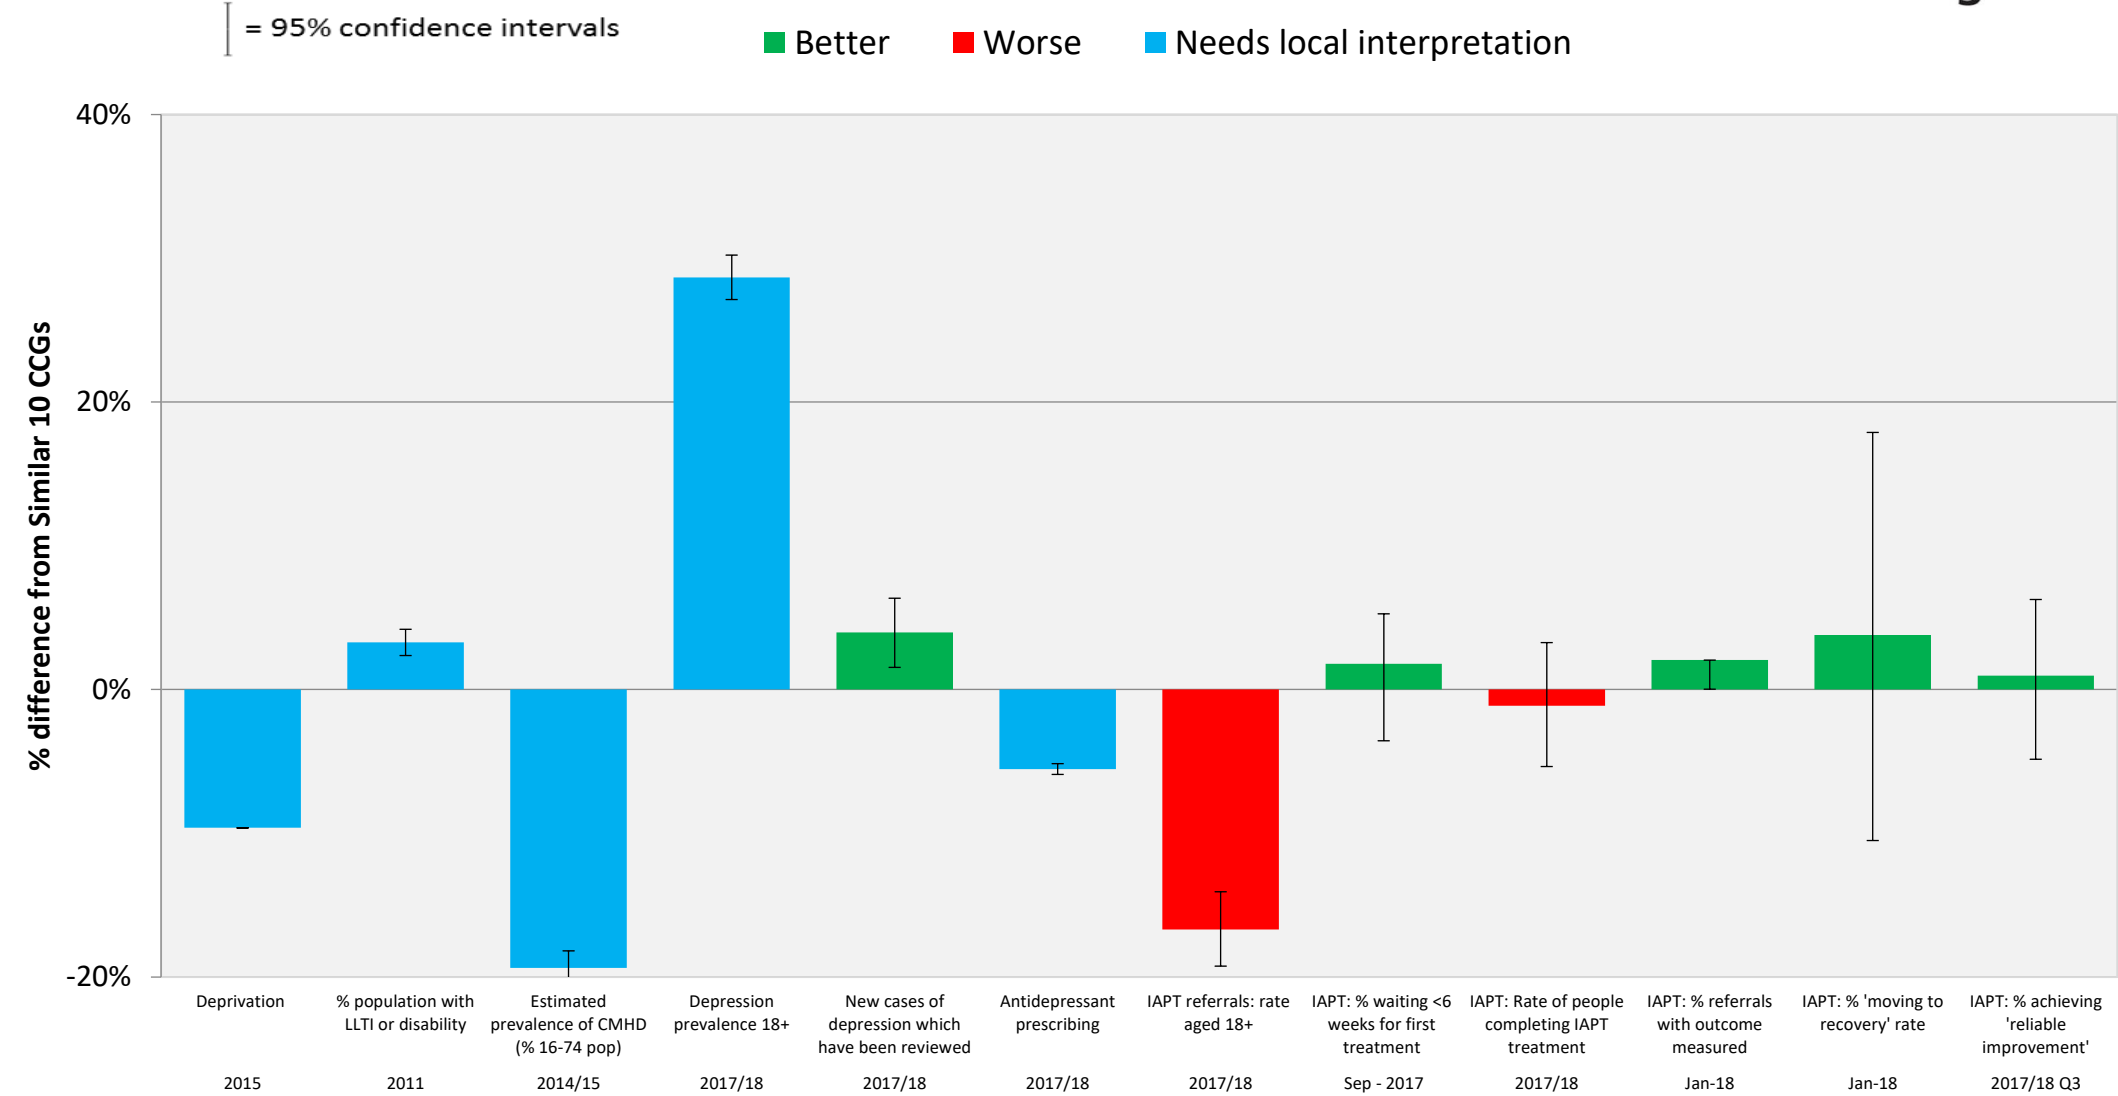 = 95% confidence intervals
Better
Worse
Needs local interpretation
40%
20%
0%
-20%
% difference from Similar 10 CCGs
Deprivation
2015
% population with
LLTI or disability
2011
Estimated
prevalence of CMHD
(% 16-74 pop)
2014/15
Depression
prevalence 18+
2017/18
New cases of
depression which
have been reviewed
2017/18
Antidepressant
prescribing
2017/18
IAPT referrals: rate
aged 18+
2017/18
IAPT: % waiting <6
weeks for first
treatment
Sep - 2017
IAPT: Rate of people
completing IAPT
treatment
2017/18
IAPT: % referrals
with outcome
measured
Jan-18
IAPT: % 'moving to
recovery' rate
Jan-18
IAPT: % achieving
'reliable
improvement'
2017/18 Q3